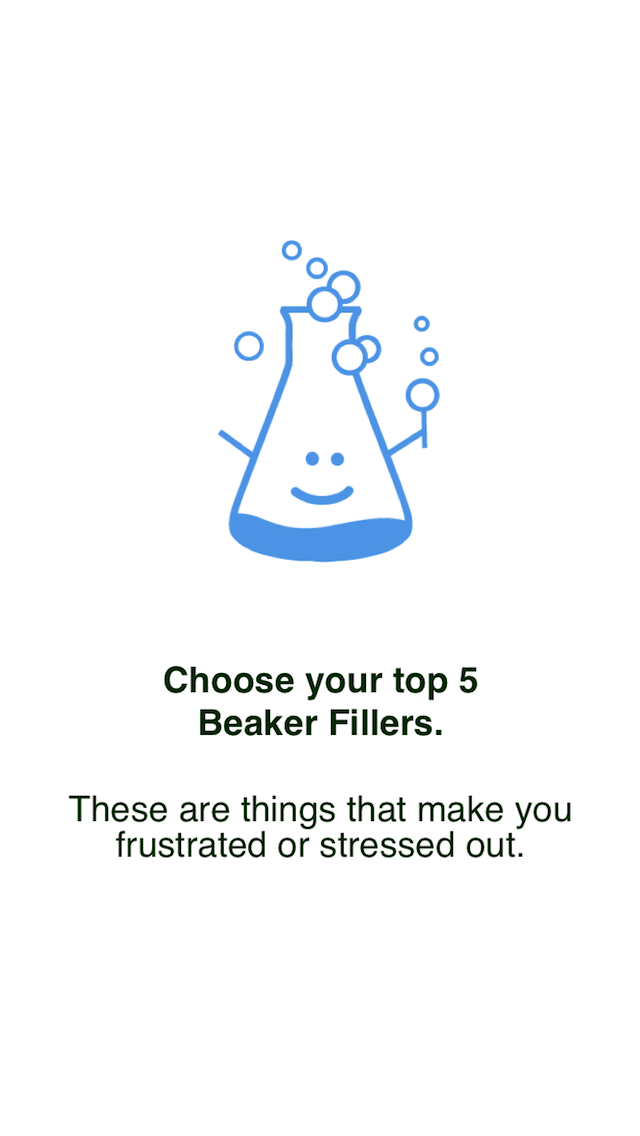 Choose your top 5
Beaker Fillers.
These are things that make you
frustrated or stressed out.